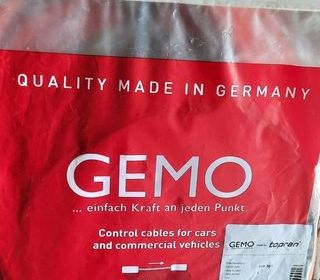 QUALITY MADE IN GERMANY
GEMO
... einfach Kraft an jeden Punkt
Control cables for cars
and commercial vehicles
GEMO topran